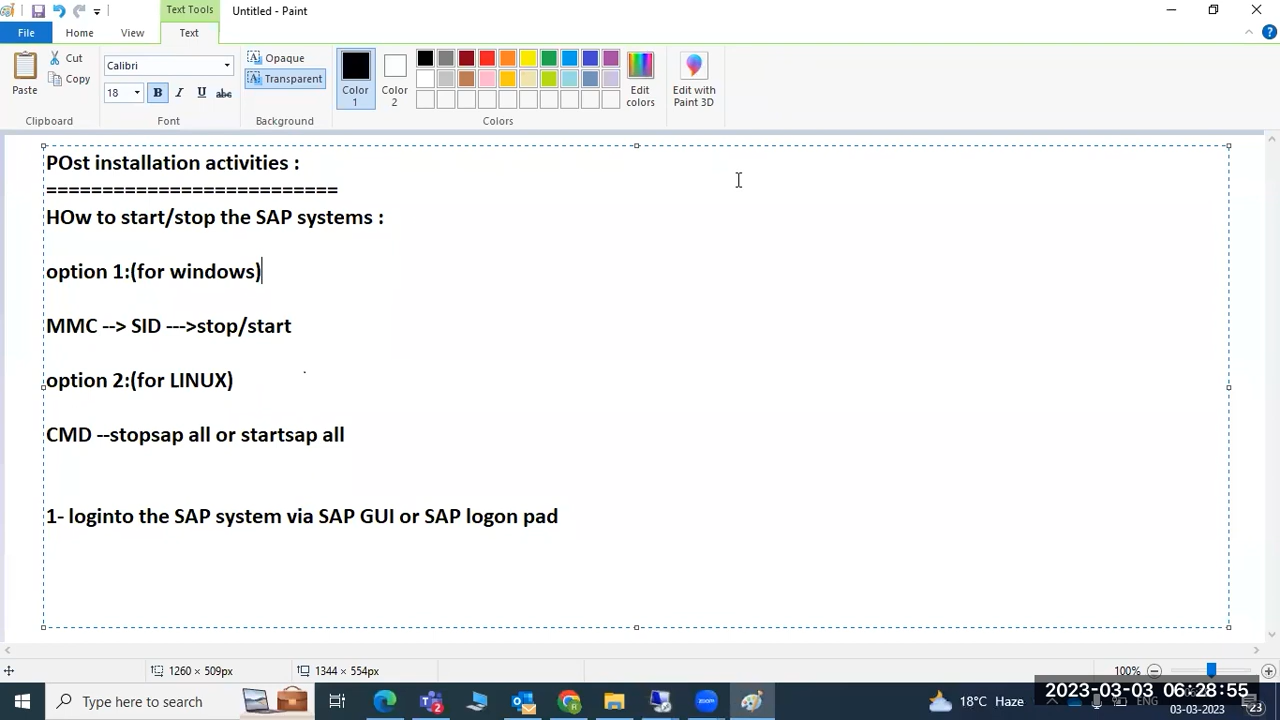 Text Tools
Untitled - Paint
File
Home
View
Text
Paste
Cut
Copy
Clipboard
Calibri
18
B
I
U
abc
Font
Opaque
Transparent
Background
Color
1
Color
2
Edit
colors
Edit with
Paint 3D
Colors
POst installation activities :
==========================
HOw to start/stop the SAP systems :
option 1:(for windows)
MMC --> SID --->stop/start
option 2:(for LINUX)
CMD --stopsap all or startsap all
1- loginto the SAP system via SAP GUI or SAP logon pad
1260 × 509px
1344 × 554px
100%
Type here to search
18°C Haze
ENG
2023-03-03 06:28:55
03-03-2023
23